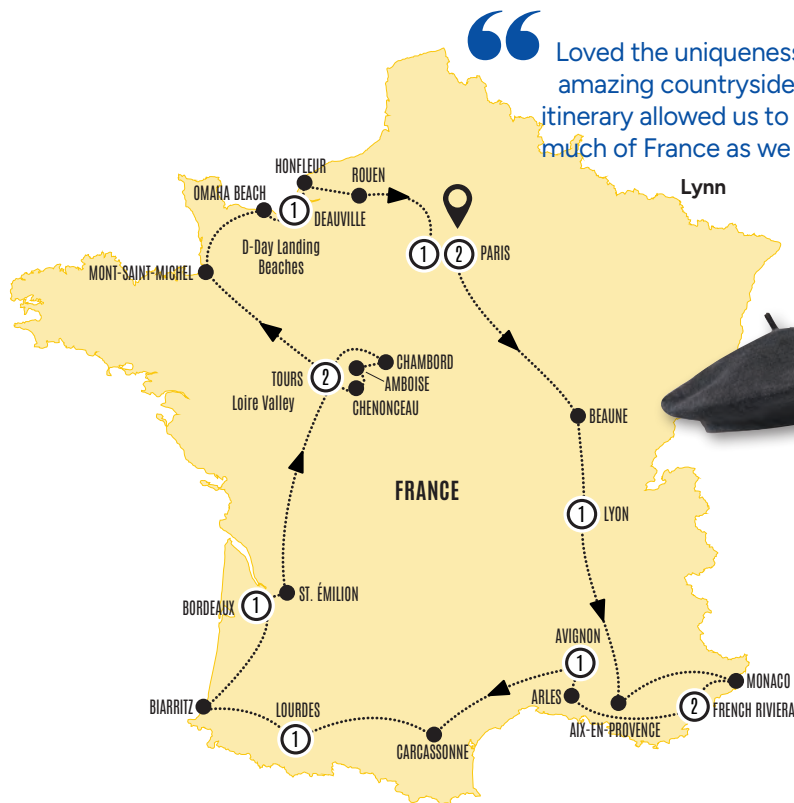 “
Loved the uniqueness
amazing countryside
itinerary allowed us to
much of France as we
Lynn
HONFLEUR
ROUEN
OMAHA BEACH
1
DEAUVILLE
D-Day Landing
Beaches
1
2
PARIS
MONT-SAINT-MICHEL
CHAMBORD
TOURS
2
AMBOISE
Loire Valley
CHENONCEAU
BEAUNE
FRANCE
1
LYON
ST. ÉMILION
BORDEAUX
1
AVIGNON
1
MONACO
ARLES
BIARRITZ
LOURDES
1
2
FRENCH RIVIERA
AIX-EN-PROVENCE
CARCASSONNE